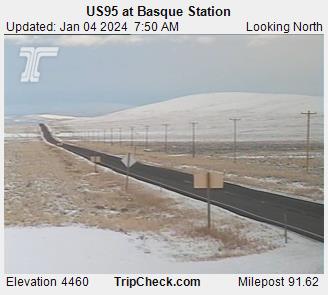 US95 at Basque Station
Updated: Jan 04 2024 7:50 AM Looking North
Elevation 4460 TripCheck.com Milepost 91.62